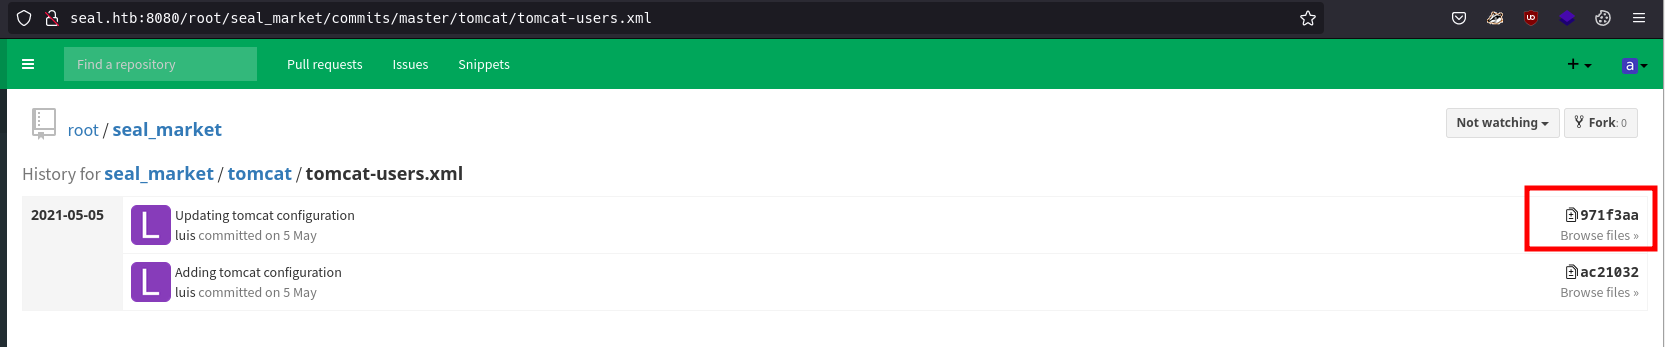 seal.htb:8080/root/seal_market/commits/master/tomcat/tomcat-users.xml
Find a repository Pull requests Issues Snippets + a
root / seal_market Not watching Fork: 0
History for seal_market / tomcat / tomcat-users.xml
2021-05-05 L Updating tomcat configuration 971f3aa
luis committed on 5 May Browse files »
L Adding tomcat configuration ac21032
luis committed on 5 May Browse files »